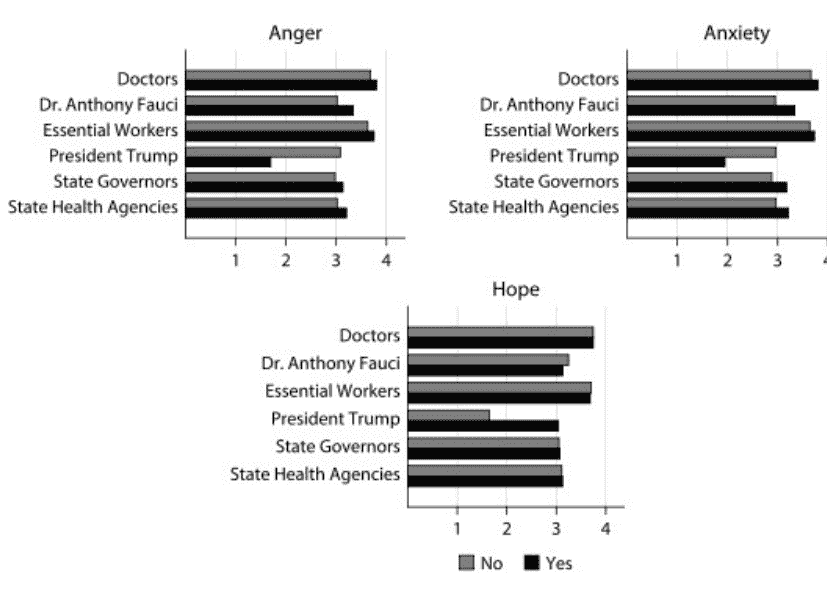 Anger
Doctors
Dr. Anthony Fauci
Essential Workers
President Trump
State Governors
State Health Agencies
1 2 3 4
Anxiety
Doctors
Dr. Anthony Fauci
Essential Workers
President Trump
State Governors
State Health Agencies
1 2 3 4
Hope
Doctors
Dr. Anthony Fauci
Essential Workers
President Trump
State Governors
State Health Agencies
1 2 3 4
No Yes